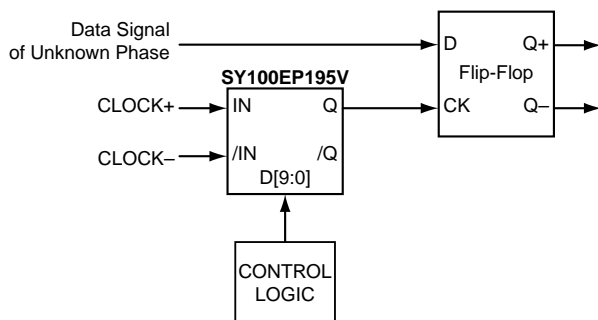 Data Signal
of Unknown Phase
D
Q+
Flip-Flop
CK
Q–
SY100EP195V
CLOCK+
IN
Q
CLOCK–
/IN
/Q
D[9:0]
CONTROL
LOGIC